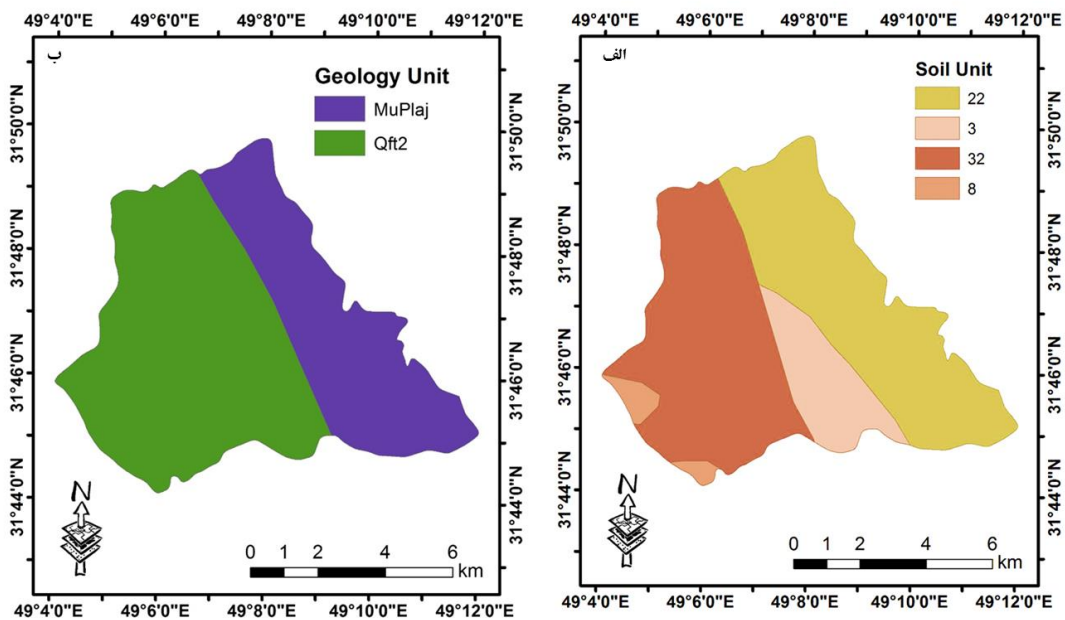 49°4'0"E 49°6'0"E 49°8'0"E 49°10'0"E 49°12'0"E
ب
Geology Unit
MuPlaj
Qft2
31°50'0"N 31°50'0"N
31°48'0"N 31°48'0"N
31°46'0"N 31°46'0"N
31°44'0"N 31°44'0"N
N
0 1 2 4 6
km
49°4'0"E 49°6'0"E 49°8'0"E 49°10'0"E 49°12'0"E
49°4'0"E 49°6'0"E 49°8'0"E 49°10'0"E 49°12'0"E
الف
Soil Unit
22
3
32
8
31°50'0"N 31°50'0"N
31°48'0"N 31°48'0"N
31°46'0"N 31°46'0"N
31°44'0"N 31°44'0"N
N
0 1 2 4 6
km
49°4'0"E 49°6'0"E 49°8'0"E 49°10'0"E 49°12'0"E